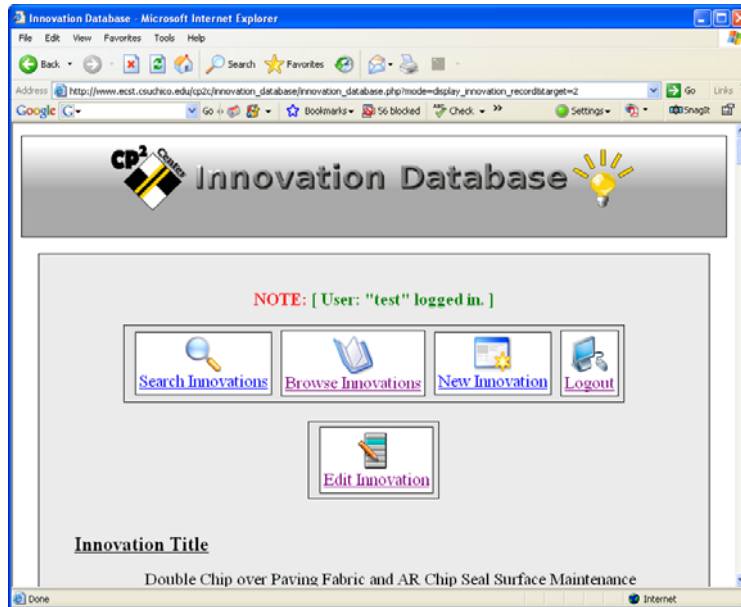 Innovation Database - Microsoft Internet Explorer
File Edit View Favorites Tools Help
Back Search Favorites
Address http://www.ecst.csuchico.edu/cp2c/innovation_database/innovation_database.php?mode=display_innovation_record&target=2 Go Links
Google G Go Bookmarks 56 blocked ABC Check >> Settings SnagIt
CP2 Center Innovation Database
NOTE: [ User: "test" logged in. ]
Search Innovations Browse Innovations New Innovation Logout
Edit Innovation
Innovation Title
Double Chip over Paving Fabric and AR Chip Seal Surface Maintenance
Done Internet